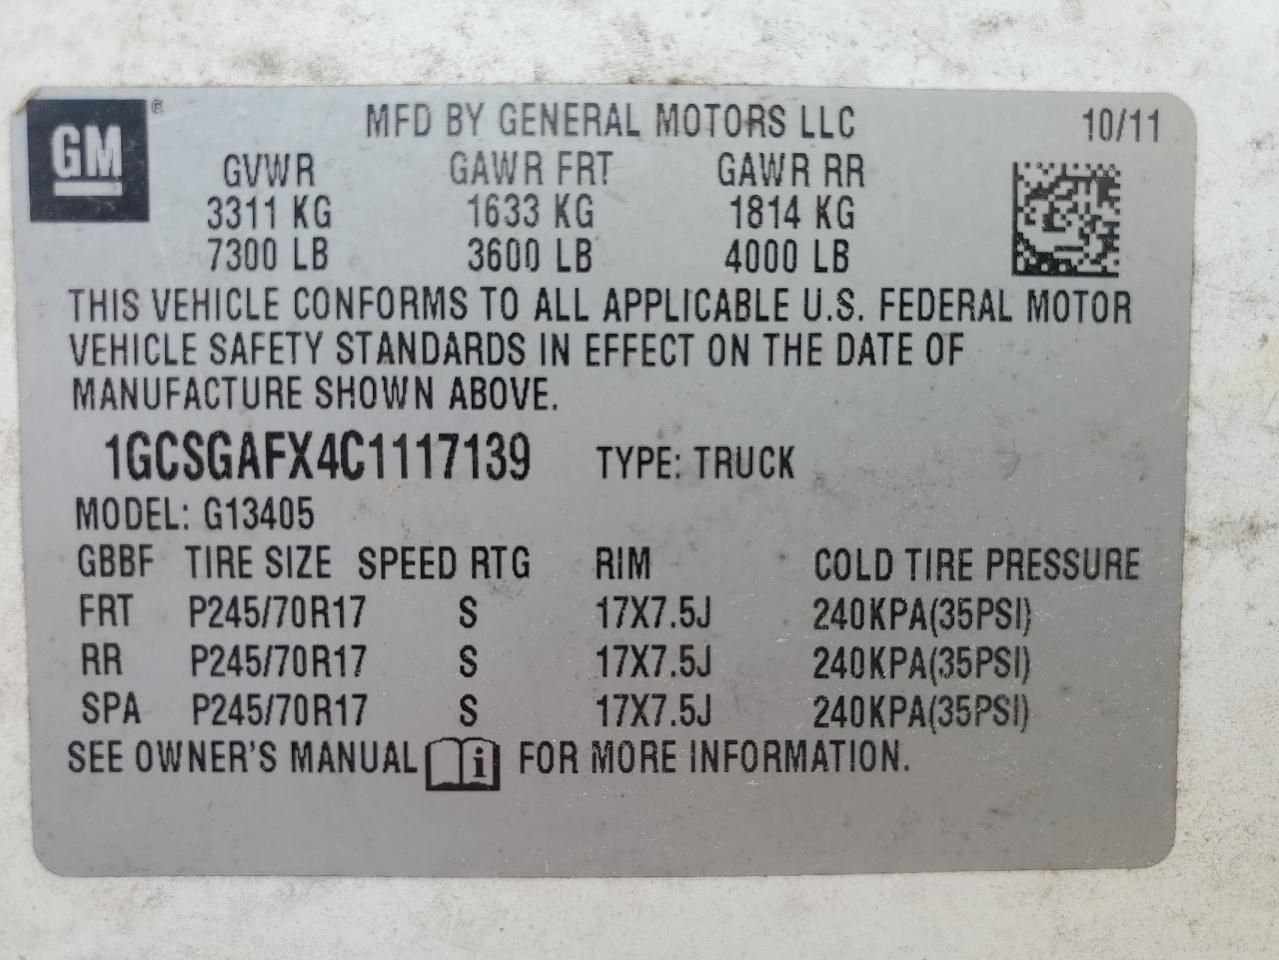 GM ®
MFD BY GENERAL MOTORS LLC 10/11
GVWR GAWR FRT GAWR RR
3311 KG 1633 KG 1814 KG
7300 LB 3600 LB 4000 LB
THIS VEHICLE CONFORMS TO ALL APPLICABLE U.S. FEDERAL MOTOR
VEHICLE SAFETY STANDARDS IN EFFECT ON THE DATE OF
MANUFACTURE SHOWN ABOVE.
1GCSGAFX4C1117139 TYPE: TRUCK
MODEL: G13405
GBBF TIRE SIZE SPEED RTG RIM COLD TIRE PRESSURE
FRT P245/70R17 S 17X7.5J 240KPA(35PSI)
RR P245/70R17 S 17X7.5J 240KPA(35PSI)
SPA P245/70R17 S 17X7.5J 240KPA(35PSI)
SEE OWNER'S MANUAL i FOR MORE INFORMATION.